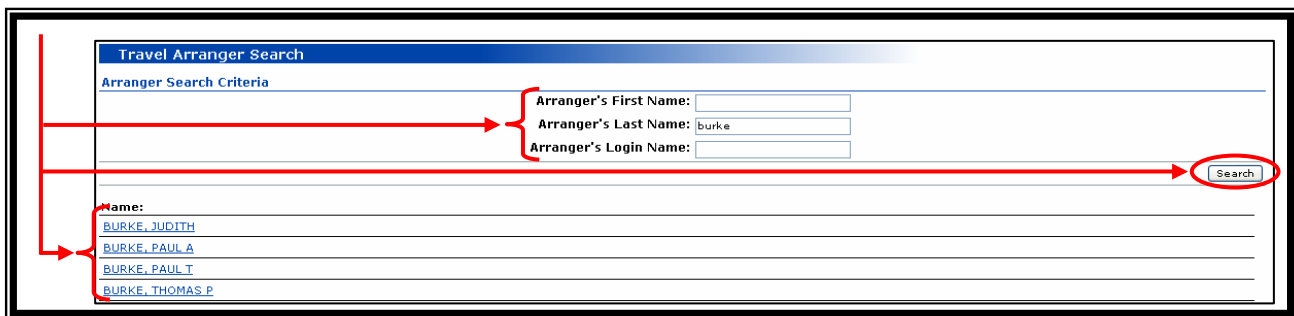 Travel Arranger Search
Arranger Search Criteria
Arranger's First Name:
Arranger's Last Name: burke
Arranger's Login Name:
Search
Name:
BURKE, JUDITH
BURKE, PAUL A
BURKE, PAUL T
BURKE, THOMAS P